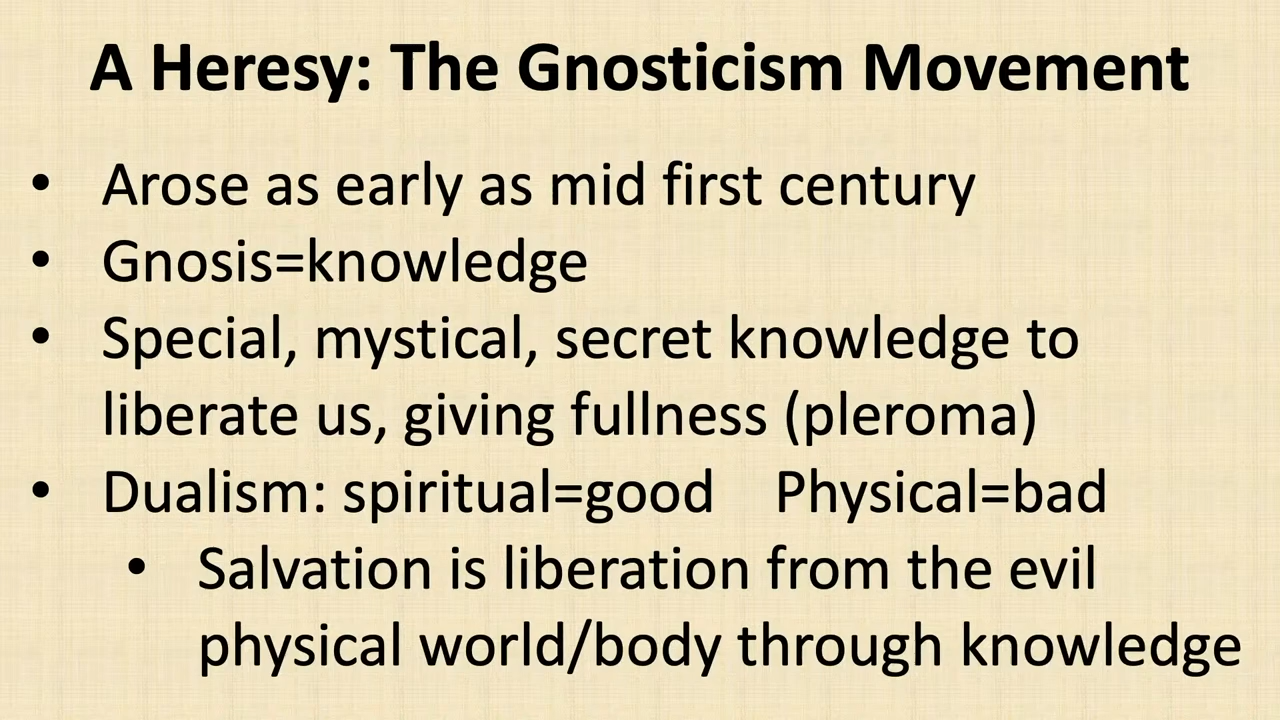 A Heresy: The Gnosticism Movement
• Arose as early as mid first century
• Gnosis=knowledge
• Special, mystical, secret knowledge to
liberate us, giving fullness (pleroma)
• Dualism: spiritual=good Physical=bad
• Salvation is liberation from the evil
physical world/body through knowledge